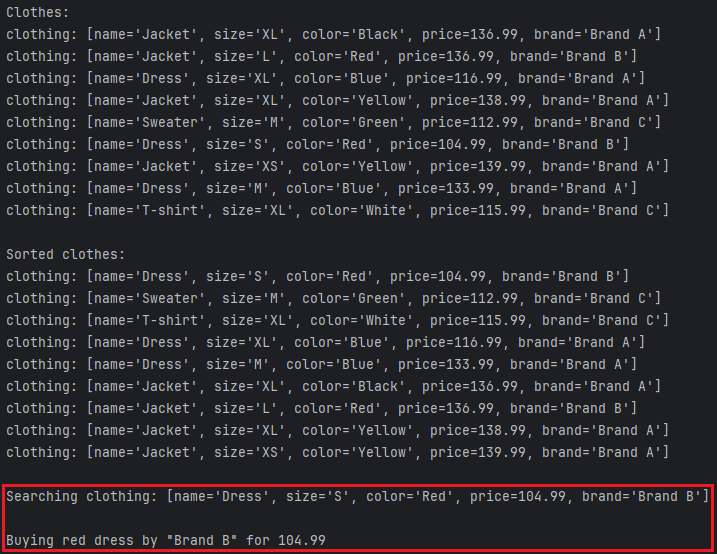 Clothes:
clothing: [name='Jacket', size='XL', color='Black', price=136.99, brand='Brand A']
clothing: [name='Jacket', size='L', color='Red', price=136.99, brand='Brand B']
clothing: [name='Dress', size='XL', color='Blue', price=116.99, brand='Brand A']
clothing: [name='Jacket', size='XL', color='Yellow', price=138.99, brand='Brand A']
clothing: [name='Sweater', size='M', color='Green', price=112.99, brand='Brand C']
clothing: [name='Dress', size='S', color='Red', price=104.99, brand='Brand B']
clothing: [name='Jacket', size='XS', color='Yellow', price=139.99, brand='Brand A']
clothing: [name='Dress', size='M', color='Blue', price=133.99, brand='Brand A']
clothing: [name='T-shirt', size='XL', color='White', price=115.99, brand='Brand C']
Sorted clothes:
clothing: [name='Dress', size='S', color='Red', price=104.99, brand='Brand B']
clothing: [name='Sweater', size='M', color='Green', price=112.99, brand='Brand C']
clothing: [name='T-shirt', size='XL', color='White', price=115.99, brand='Brand C']
clothing: [name='Dress', size='XL', color='Blue', price=116.99, brand='Brand A']
clothing: [name='Dress', size='M', color='Blue', price=133.99, brand='Brand A']
clothing: [name='Jacket', size='XL', color='Black', price=136.99, brand='Brand A']
clothing: [name='Jacket', size='L', color='Red', price=136.99, brand='Brand B']
clothing: [name='Jacket', size='XL', color='Yellow', price=138.99, brand='Brand A']
clothing: [name='Jacket', size='XS', color='Yellow', price=139.99, brand='Brand A']
Searching clothing: [name='Dress', size='S', color='Red', price=104.99, brand='Brand B']
Buying red dress by "Brand B" for 104.99